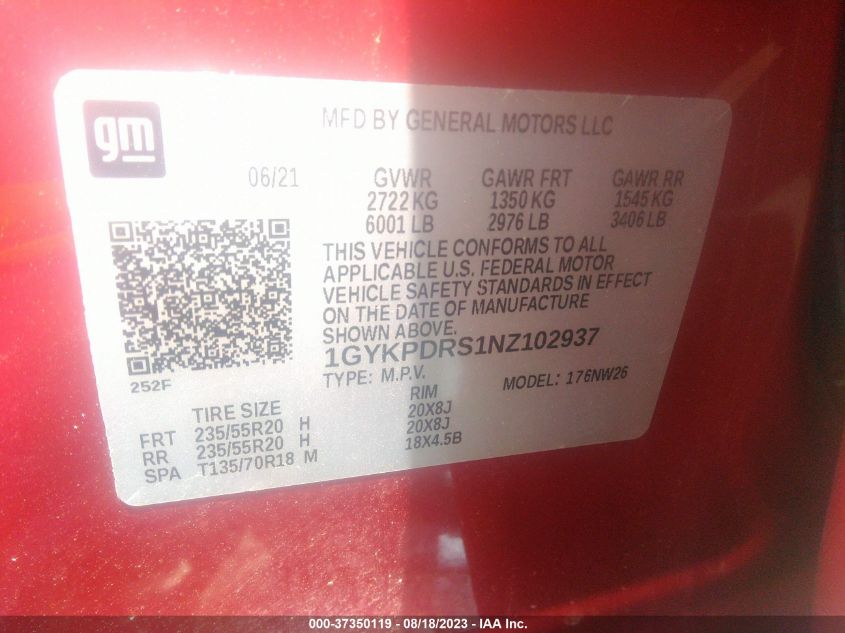 gm
MFD BY GENERAL MOTORS LLC
06/21 GVWR GAWR FRT GAWR RR
2722 KG 1350 KG 1545 KG
6001 LB 2976 LB 3406 LB
THIS VEHICLE CONFORMS TO ALL
APPLICABLE U.S. FEDERAL MOTOR
VEHICLE SAFETY STANDARDS IN EFFECT
ON THE DATE OF MANUFACTURE
SHOWN ABOVE.
1GYKPDRS1NZ102937
252F
TYPE: M.P.V. MODEL: 176NW26
TIRE SIZE RIM
FRT 235/55R20 H 20X8J
RR 235/55R20 H 20X8J
SPA T135/70R18 M 18X4.5B
000-37350119 - 08/18/2023 - IAA Inc.